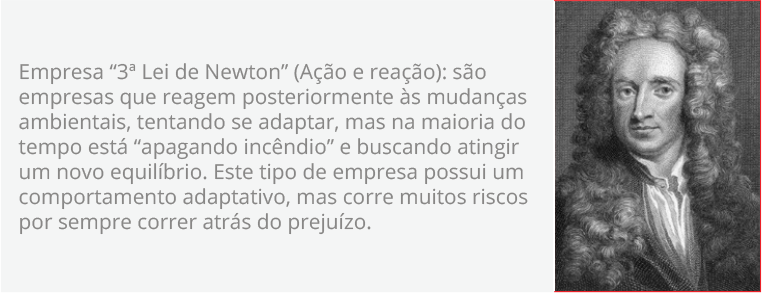 Empresa “3ª Lei de Newton” (Ação e reação): são
empresas que reagem posteriormente às mudanças
ambientais, tentando se adaptar, mas na maioria do
tempo está “apagando incêndio” e buscando atingir
um novo equilíbrio. Este tipo de empresa possui um
comportamento adaptativo, mas corre muitos riscos
por sempre correr atrás do prejuízo.